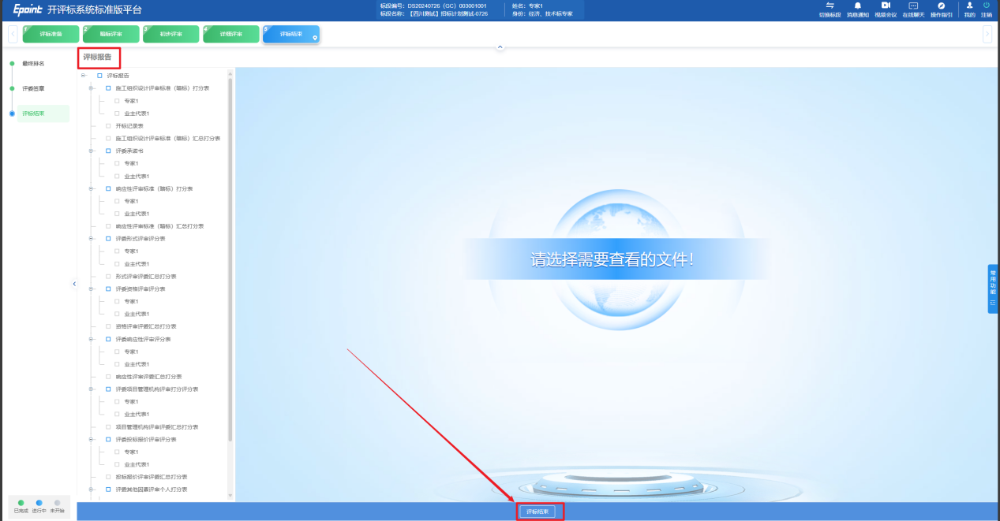 Epoint 开评标系统标准版平台
标段编号：DS20240726（GC）003001001
标段名称：【四川测试】招标计划测试-0726
姓名：专家1
身份：经济、技术标专家
切换标段 消息通知 视频会议 在线聊天 操作指引 我的 注销
1 评标准备
2 暗标评审
3 初步评审
4 详细评审
5 评标结束
最终排名
评委签章
评标结束
评标报告
评标报告
施工组织设计评审标准（暗标）打分表
专家1
业主代表1
开标记录表
施工组织设计评审标准（暗标）汇总打分表
评委承诺书
专家1
业主代表1
响应性评审标准（暗标）打分表
专家1
业主代表1
响应性评审标准（暗标）汇总打分表
评委形式评审评分表
专家1
业主代表1
形式评审评委汇总打分表
评委资格评审评分表
专家1
业主代表1
资格评审评委汇总打分表
评委响应性评审评分表
专家1
业主代表1
响应性评审评委汇总打分表
评委项目管理机构评审打分评分表
专家1
业主代表1
项目管理机构评审评委汇总打分表
评委投标报价评审评分表
专家1
业主代表1
投标报价评审评委汇总打分表
评委其他因素评审个人打分表
请选择需要查看的文件！
常用功能
已完成 进行中 未开始
评标结束